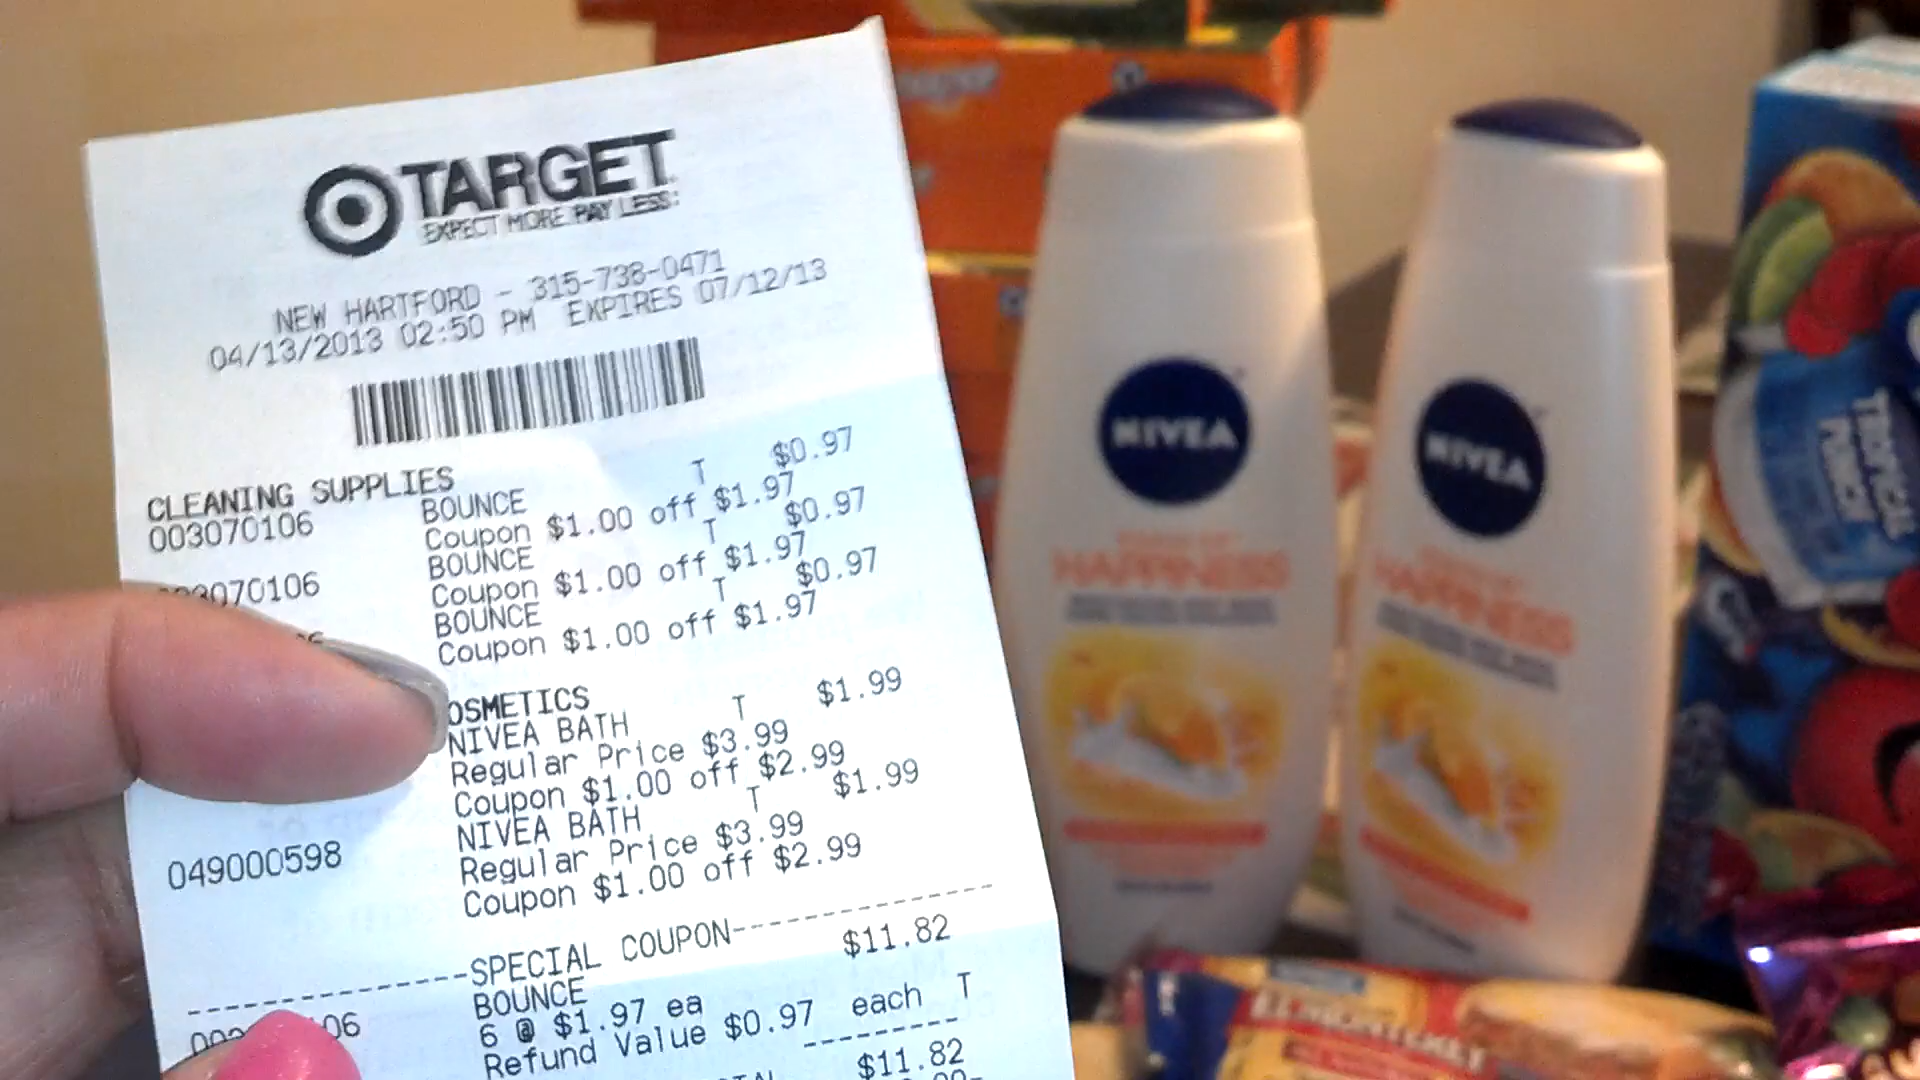 TARGET
EXPECT MORE. PAY LESS.
NEW HARTFORD - 315-738-0471
04/13/2013 02:50 PM EXPIRES 07/12/13
CLEANING SUPPLIES
003070106 BOUNCE T $0.97
Coupon $1.00 off $1.97
003070106 BOUNCE T $0.97
Coupon $1.00 off $1.97
BOUNCE T $0.97
Coupon $1.00 off $1.97
OSMETICS
NIVEA BATH T $1.99
Regular Price $3.99
Coupon $1.00 off $2.99
049000598 NIVEA BATH T $1.99
Regular Price $3.99
Coupon $1.00 off $2.99
SPECIAL COUPON
BOUNCE $11.82
6 @ $1.97 ea
Refund Value $0.97 each T
$11.82
NIVEA
HAPPINESS
NIVEA
HAPPINESS
TROPICAL
PUNCH
EL MONTEREY